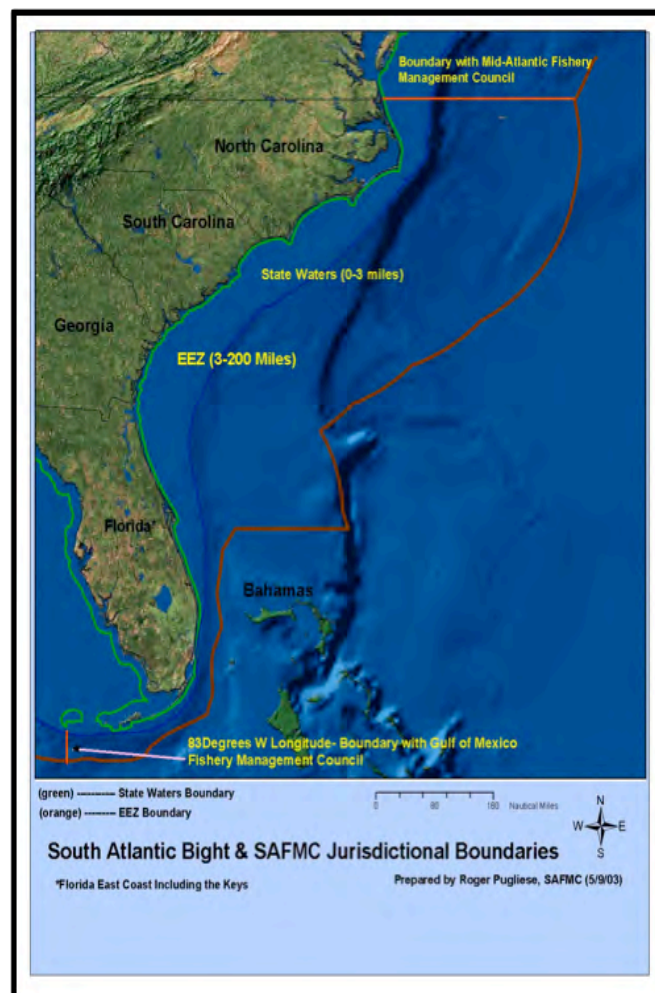 Boundary with Mid-Atlantic Fishery
Management Council
North Carolina
South Carolina
State Waters (0-3 miles)
Georgia
EEZ (3-200 Miles)
Florida*
Bahamas
83Degrees W Longitude- Boundary with Gulf of Mexico
Fishery Management Council
(green) ----------- State Waters Boundary
(orange) --------- EEZ Boundary
0 80 160 Nautical Miles
N
W E
S
South Atlantic Bight & SAFMC Jurisdictional Boundaries
*Florida East Coast Including the Keys
Prepared by Roger Pugliese, SAFMC (5/9/03)